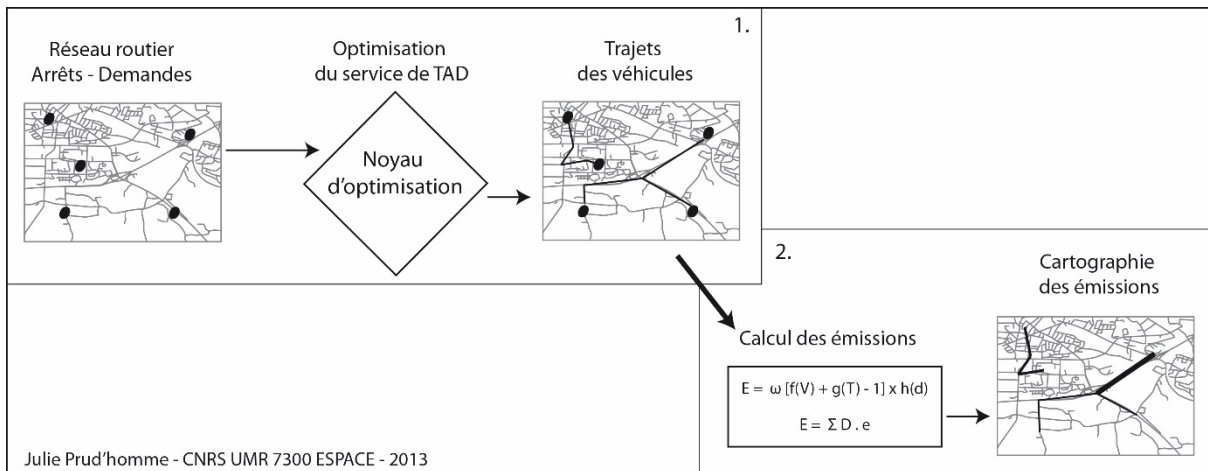 1.
Réseau routier
Arrêts - Demandes
Optimisation
du service de TAD
Trajets
des véhicules
Noyau
d'optimisation
2.
Cartographie
des émissions
Calcul des émissions
E = ω [f(V) + g(T) - 1] x h(d)
E = Σ D . e
Julie Prud'homme - CNRS UMR 7300 ESPACE - 2013